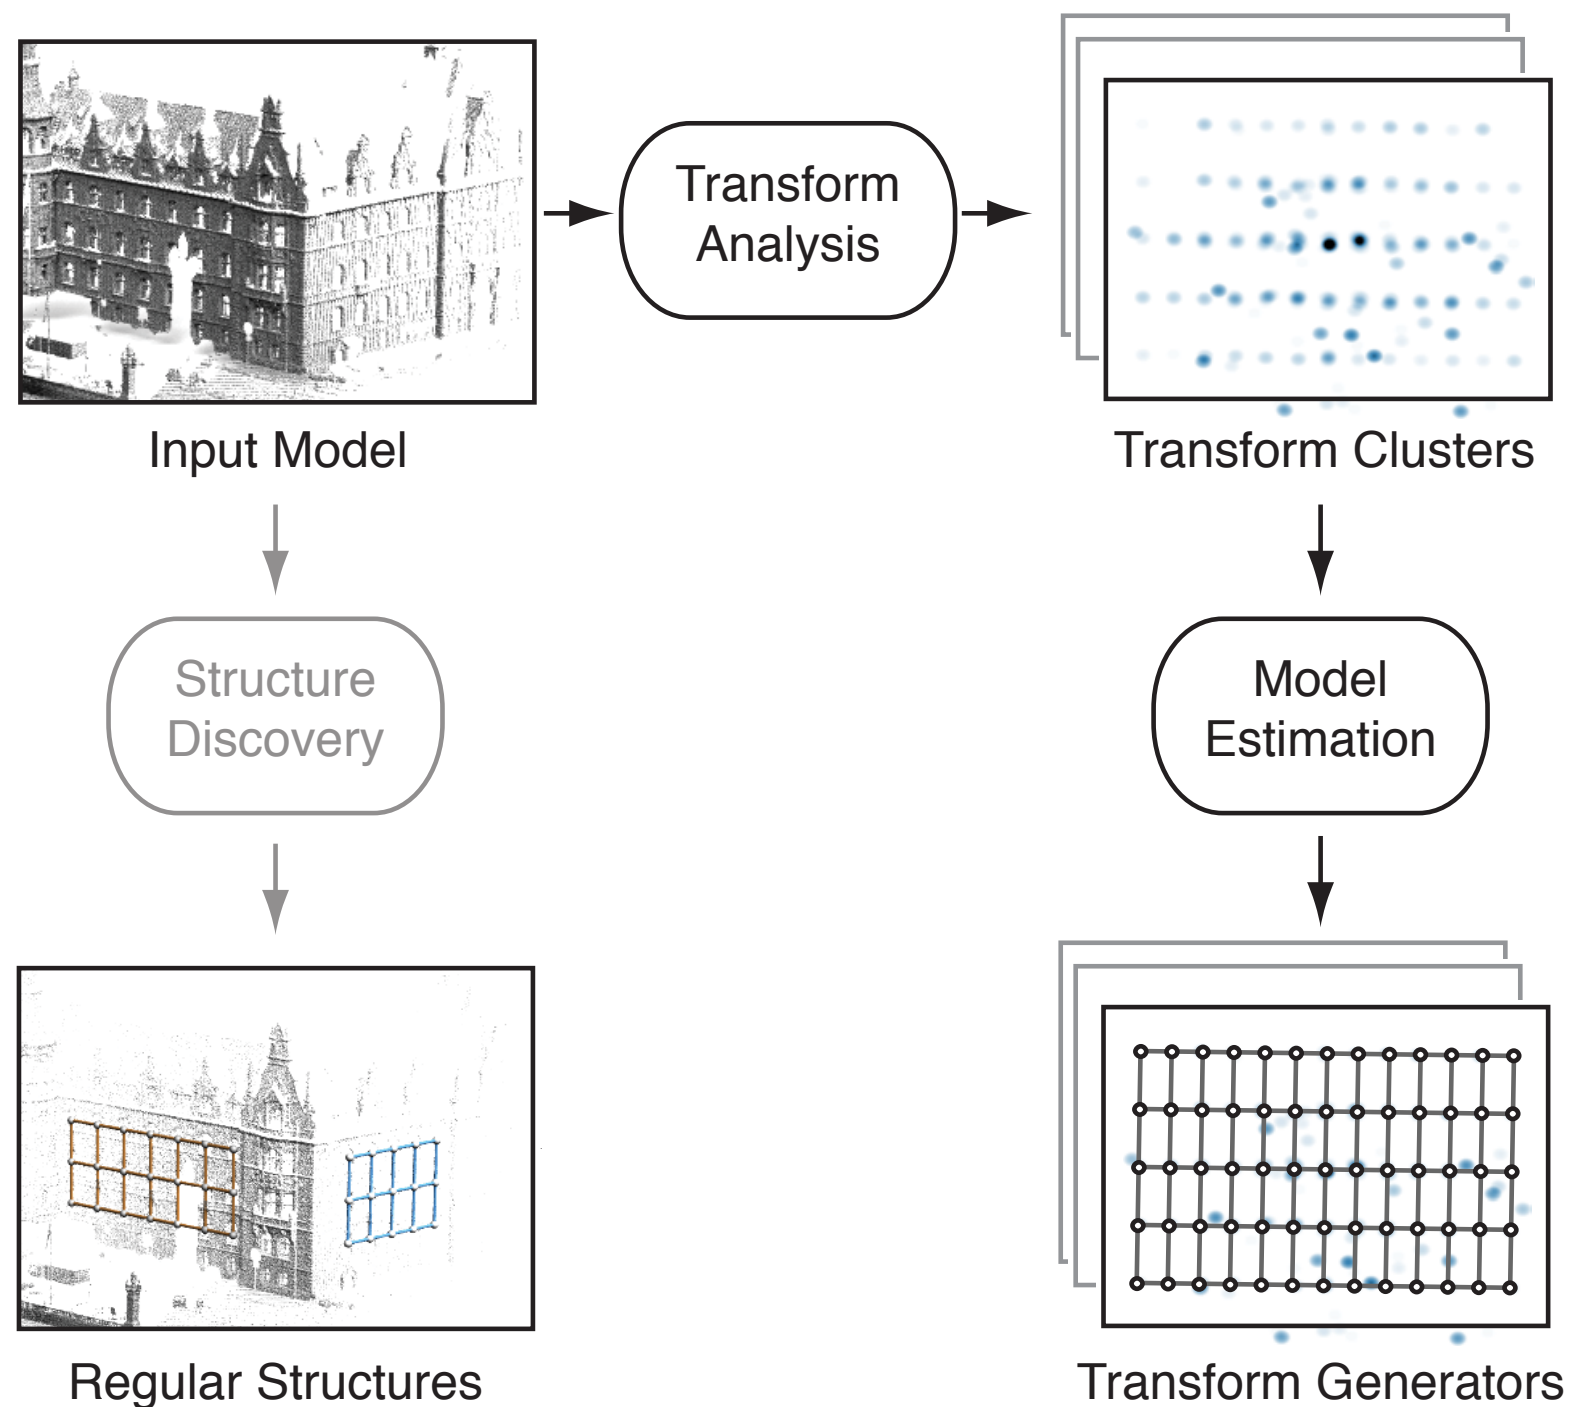 Transform
Analysis
Input Model
Transform Clusters
Structure
Discovery
Model
Estimation
Regular Structures
Transform Generators